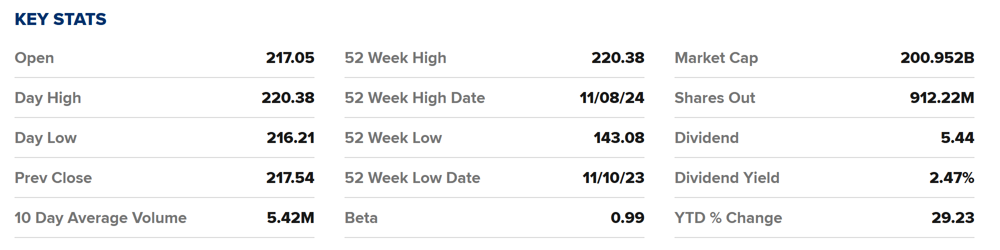 KEY STATS
Open 217.05
Day High 220.38
Day Low 216.21
Prev Close 217.54
10 Day Average Volume 5.42M
52 Week High 220.38
52 Week High Date 11/08/24
52 Week Low 143.08
52 Week Low Date 11/10/23
Beta 0.99
Market Cap 200.952B
Shares Out 912.22M
Dividend 5.44
Dividend Yield 2.47%
YTD % Change 29.23